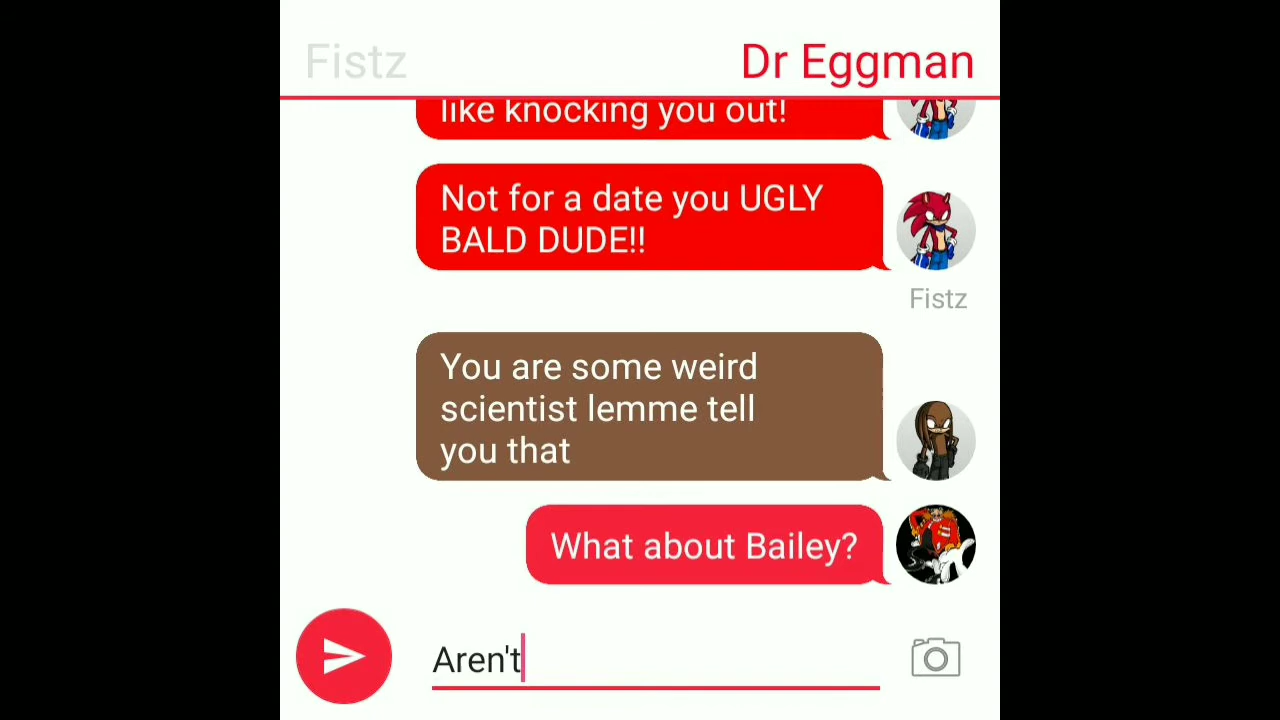 Fistz
Dr Eggman
like knocking you out!
Not for a date you UGLY
BALD DUDE!!
Fistz
You are some weird
scientist lemme tell
you that
What about Bailey?
Aren't